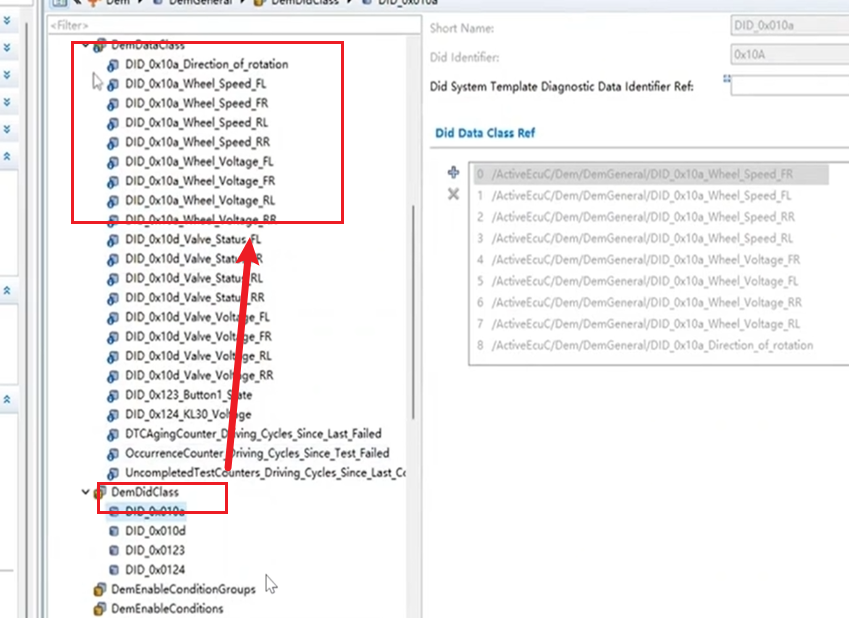 Dem DemGeneral DemDidClass DID_0x010a
<Filter>
DemDataClass
DID_0x10a_Direction_of_rotation
DID_0x10a_Wheel_Speed_FL
DID_0x10a_Wheel_Speed_FR
DID_0x10a_Wheel_Speed_RL
DID_0x10a_Wheel_Speed_RR
DID_0x10a_Wheel_Voltage_FL
DID_0x10a_Wheel_Voltage_FR
DID_0x10a_Wheel_Voltage_RL
DID_0x10a_Wheel_Voltage_RR
DID_0x10d_Valve_Status_FL
DID_0x10d_Valve_Status_RL
DID_0x10d_Valve_Status_RR
DID_0x10d_Valve_Voltage_FL
DID_0x10d_Valve_Voltage_FR
DID_0x10d_Valve_Voltage_RL
DID_0x10d_Valve_Voltage_RR
DID_0x123_Button1_State
DID_0x124_KL30_Voltage
DTCAgingCounter_Driving_Cycles_Since_Last_Failed
OccurrenceCounter_Driving_Cycles_Since_Test_Failed
UncompletedTestCounters_Driving_Cycles_Since_Last_Co
DemDidClass
DID_0x010a
DID_0x010d
DID_0x0123
DID_0x0124
DemEnableConditionGroups
DemEnableConditions
Short Name: DID_0x010a
Did Identifier: 0x10A
Did System Template Diagnostic Data Identifier Ref:
Did Data Class Ref
0 /ActiveEcuC/Dem/DemGeneral/DID_0x10a_Wheel_Speed_FR
1 /ActiveEcuC/Dem/DemGeneral/DID_0x10a_Wheel_Speed_FL
2 /ActiveEcuC/Dem/DemGeneral/DID_0x10a_Wheel_Speed_RR
3 /ActiveEcuC/Dem/DemGeneral/DID_0x10a_Wheel_Speed_RL
4 /ActiveEcuC/Dem/DemGeneral/DID_0x10a_Wheel_Voltage_FR
5 /ActiveEcuC/Dem/DemGeneral/DID_0x10a_Wheel_Voltage_FL
6 /ActiveEcuC/Dem/DemGeneral/DID_0x10a_Wheel_Voltage_RR
7 /ActiveEcuC/Dem/DemGeneral/DID_0x10a_Wheel_Voltage_RL
8 /ActiveEcuC/Dem/DemGeneral/DID_0x10a_Direction_of_rotation